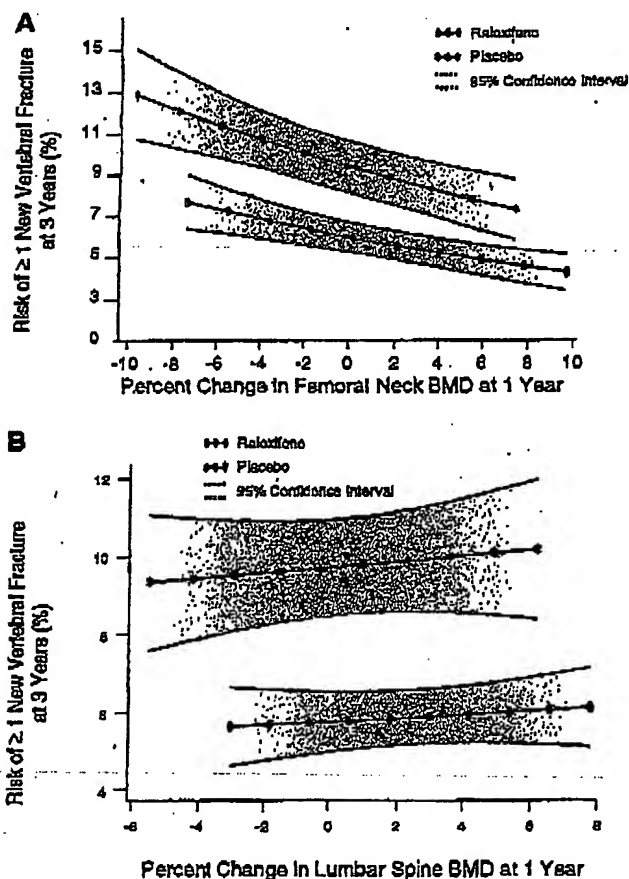 A
Raloxifene
Placebo
95% Confidence Interval
Risk of ≥ 1 New Vertebral Fracture
at 3 Years (%)
15
13
11
9
7
5
3
0
-10 -8 -6 -4 -2 0 2 4 6 8 10
Percent Change in Femoral Neck BMD at 1 Year
B
Raloxifene
Placebo
95% Confidence Interval
Risk of ≥ 1 New Vertebral Fracture
at 3 Years (%)
12
10
8
6
4
-6 -4 -2 0 2 4 6 8
Percent Change in Lumbar Spine BMD at 1 Year